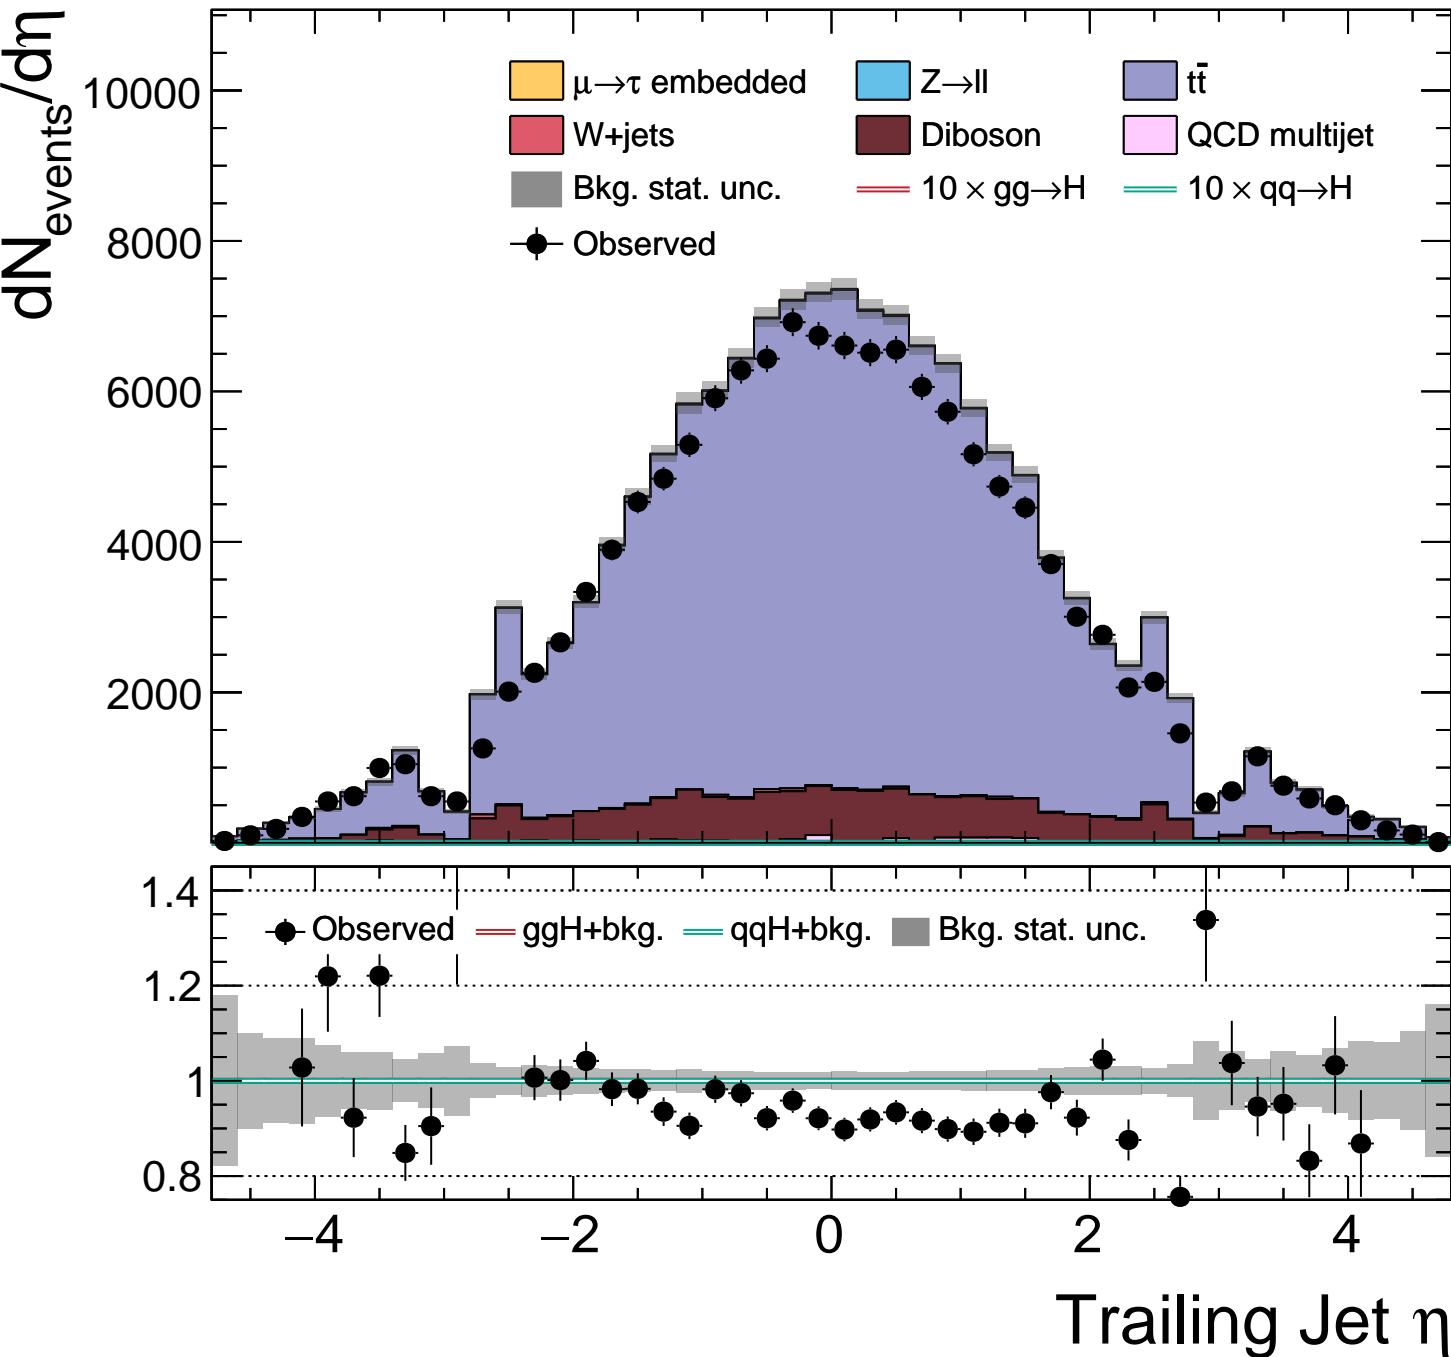 dN_events/dη
10000
8000
6000
4000
2000
μ→τ embedded Z→ll tt̄
W+jets Diboson QCD multijet
Bkg. stat. unc. 10 × gg→H 10 × qq→H
Observed
1.4
1.2
1
0.8
Observed ggH+bkg. qqH+bkg. Bkg. stat. unc.
−4 −2 0 2 4
Trailing Jet η